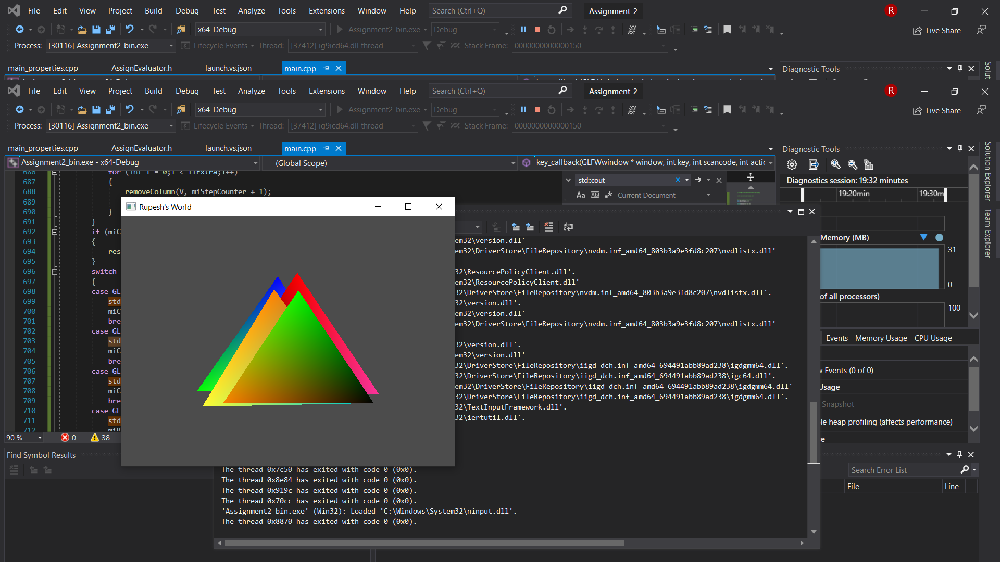 File Edit View Project Build Debug Test Analyze Tools Extensions Window Help Search (Ctrl+Q) Assignment_2 R
x64-Debug Assignment2_bin.exe Debug Live Share
Process: [30116] Assignment2_bin.exe Lifecycle Events Thread: [37412] ig9icd64.dll thread Stack Frame: 0000000000000150
main_properties.cpp AssignEvaluator.h launch.vs.json main.cpp Diagnostic Tools
File Edit View Project Build Debug Test Analyze Tools Extensions Window Help Search (Ctrl+Q) Assignment_2 R
x64-Debug Assignment2_bin.exe Debug Live Share
Process: [30116] Assignment2_bin.exe Lifecycle Events Thread: [37412] ig9icd64.dll thread Stack Frame: 0000000000000150
main_properties.cpp AssignEvaluator.h launch.vs.json main.cpp Diagnostic Tools
Solution Explorer
Team Explorer
Assignment2_bin.exe - x64-Debug (Global Scope) key_callback(GLFWwindow * window, int key, int scancode, int actic
std::cout
Aa Current Document
Diagnostics session: 19:32 minutes
19:20min 19:30m
Memory (MB)
31
0
of all processors)
100
Events Memory Usage CPU Usage
Events (0 of 0)
Usage
Snapshot
le heap profiling (affects performance)
686
687 {
688 removeColumn(V, miStepCounter + 1);
689
690 }
691 }
692 if (miC
693 {
694 res
695 }
696 switch
697 {
698 case GL
699 std
700 miC
701 bre
702 case GL
703 std
704 miC
705 bre
706 case GL
707 std
708 miC
709 bre
710 case GL
711 std
712 miR
Rupesh's World
em32\version.dll'
em32\DriverStore\FileRepository\nvdm.inf_amd64_803b3a9e3fd8c207\nvdlistx.dll'
32\ResourcePolicyClient.dll'.
em32\ResourcePolicyClient.dll'
32\DriverStore\FileRepository\nvdm.inf_amd64_803b3a9e3fd8c207\nvdlistx.dll'.
32\version.dll'.
em32\version.dll'
em32\DriverStore\FileRepository\nvdm.inf_amd64_803b3a9e3fd8c207\nvdlistx.dll'
32\version.dll'.
em32\version.dll'
32\DriverStore\FileRepository\iigd_dch.inf_amd64_694491abb89ad238\igdgmm64.dll'.
32\DriverStore\FileRepository\iigd_dch.inf_amd64_694491abb89ad238\igc64.dll'.
em32\DriverStore\FileRepository\iigd_dch.inf_amd64_694491abb89ad238\igdgmm64.dll'
32\DriverStore\FileRepository\iigd_dch.inf_amd64_694491abb89ad238\igdgmm64.dll'.
32\TextInputFramework.dll'.
32\iertutil.dll'.
The thread 0x7c50 has exited with code 0 (0x0).
The thread 0x8e84 has exited with code 0 (0x0).
The thread 0x919c has exited with code 0 (0x0).
The thread 0x70cc has exited with code 0 (0x0).
'Assignment2_bin.exe' (Win32): Loaded 'C:\Windows\System32\ninput.dll'.
The thread 0x8870 has exited with code 0 (0x0).
90 % 0 38
Find Symbol Results
Search Error List
File Line